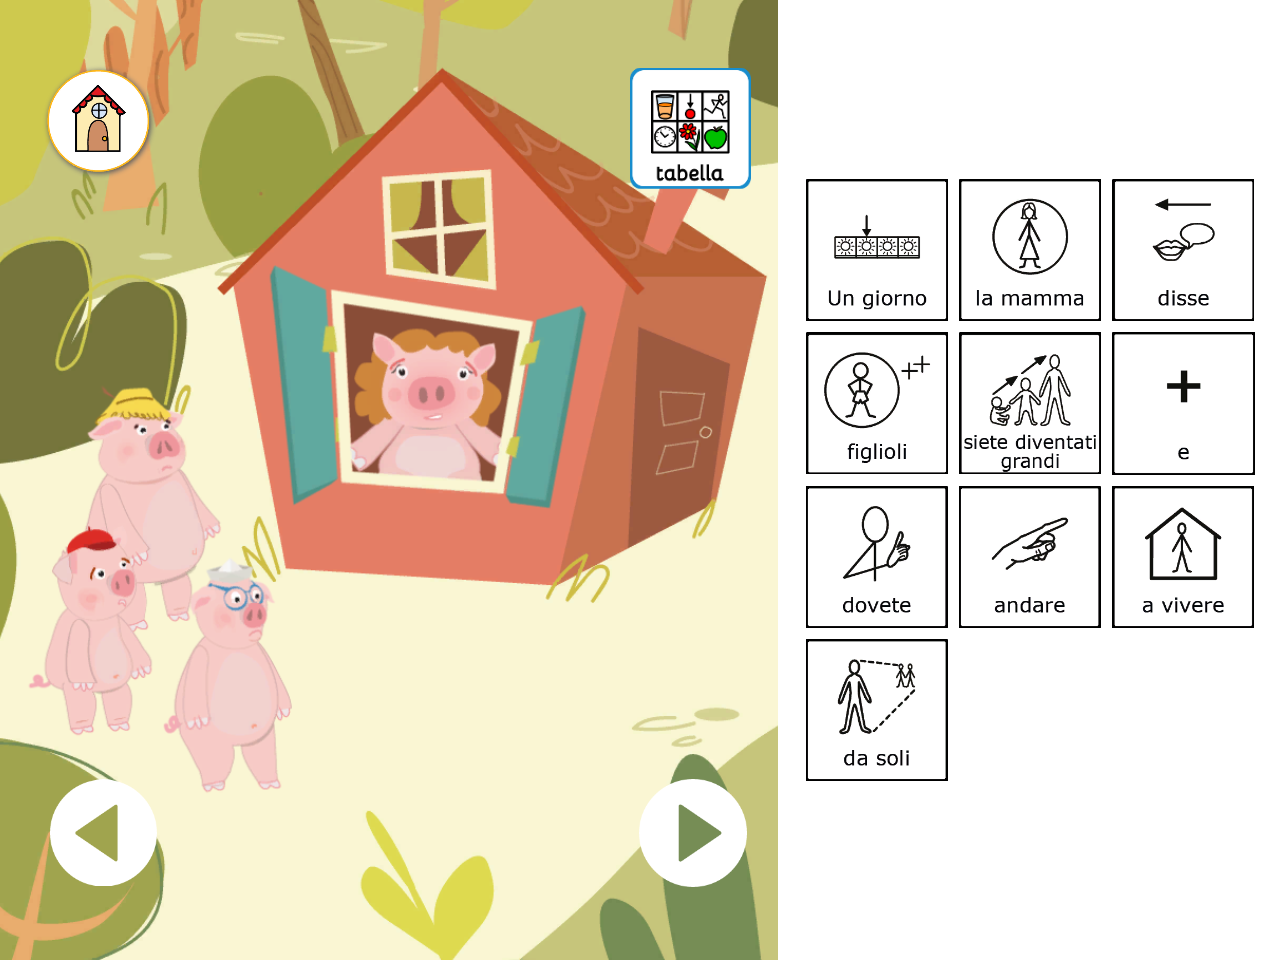 tabella
Un giorno
la mamma
disse
figlioli
siete diventati
grandi
e
dovete
andare
a vivere
da soli